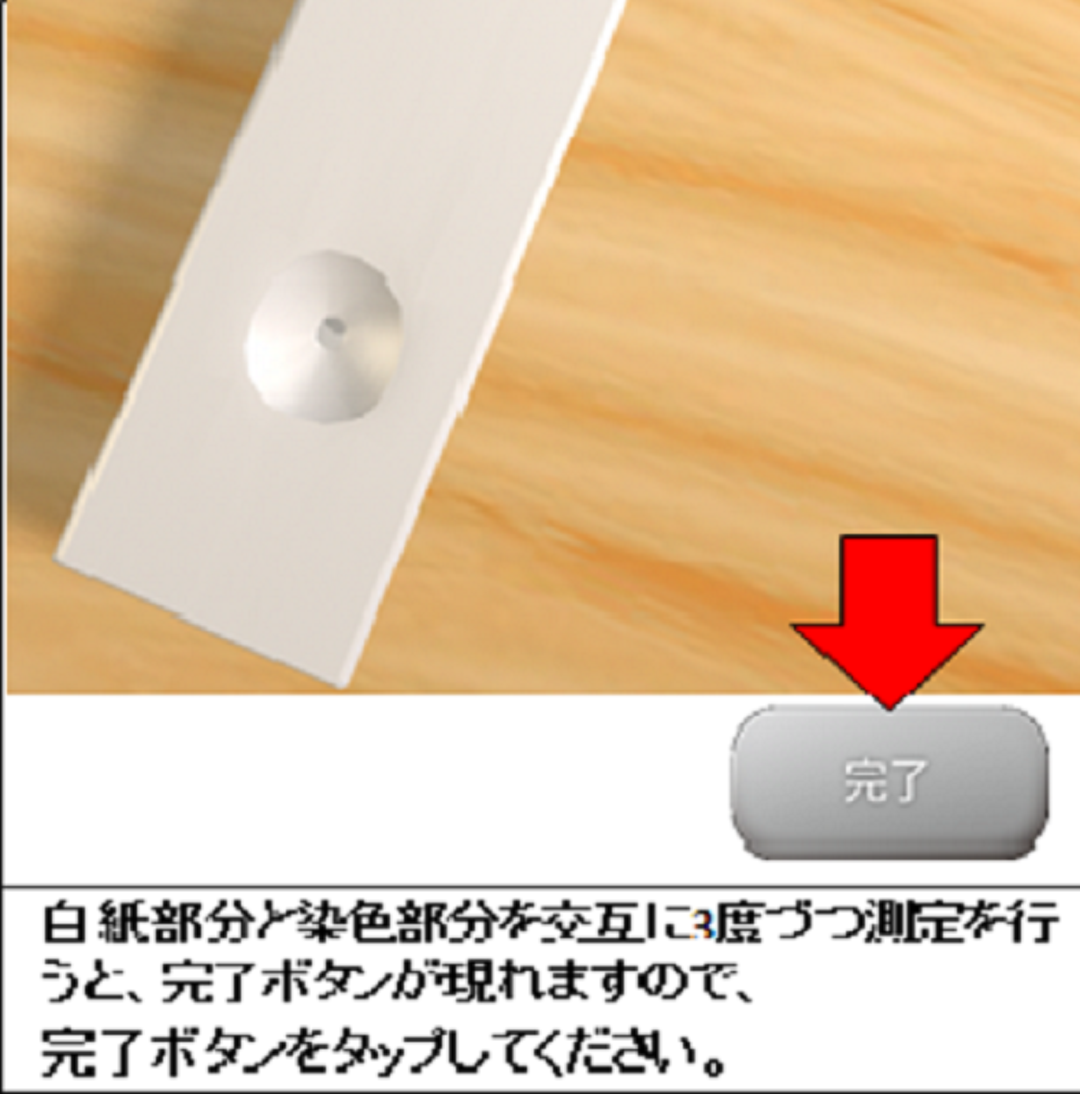 完了
白紙部分と染色部分を交互に3度づつ測定を行
うと、完了ボタンが現れますので、
完了ボタンをタップしてください。